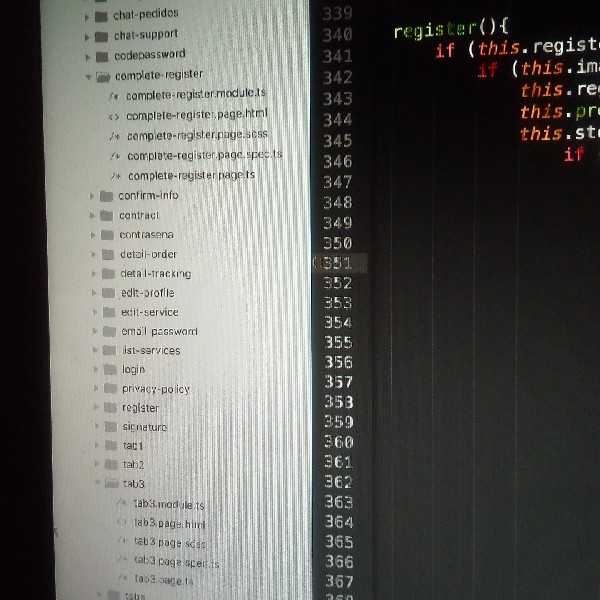 chat-pedidos
chat-support
codepassword
complete-register
/* complete-register.module.ts
<> complete-register.page.html
/* complete-register.page.scss
/* complete-register.page.spec.ts
/* complete-register.page.ts
confirm-info
contract
contrasena
detail-order
detail-tracking
edit-profile
edit-service
email-password
list-services
login
privacy-policy
register
signature
tab1
tab2
tab3
/* tab3.module.ts
<> tab3.page.html
/* tab3.page.scss
/* tab3.page.spec.ts
/* tab3.page.ts
tabs
339
340 register(){
341 if (this.registe
342 if (this.ima
343 this.reg
344 this.pre
345 this.sto
346 if
347
348
349
350
351
352
353
354
355
356
357
358
359
360
361
362
363
364
365
366
367
368